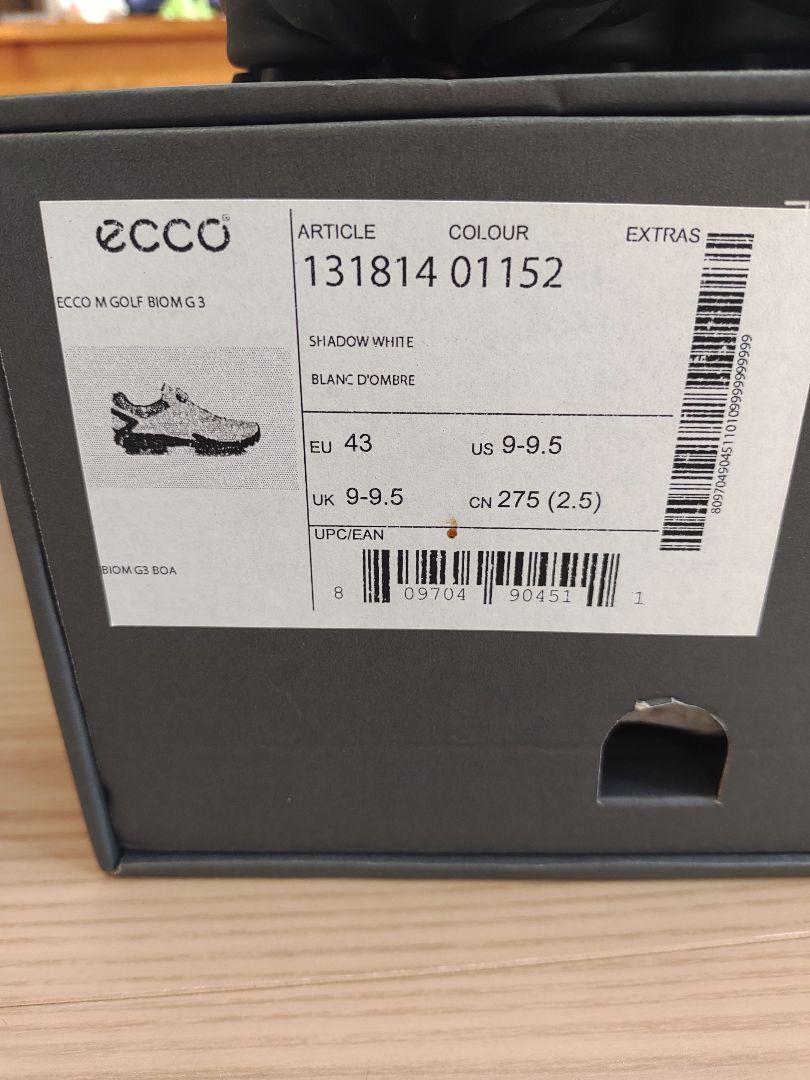 ecco®
ECCO M GOLF BIOM G 3
BIOM G3 BOA
ARTICLE COLOUR EXTRAS
131814 01152
SHADOW WHITE
BLANC D'OMBRE
EU 43 US 9-9.5
UK 9-9.5 CN 275 (2.5)
UPC/EAN
8 09704 90451 1